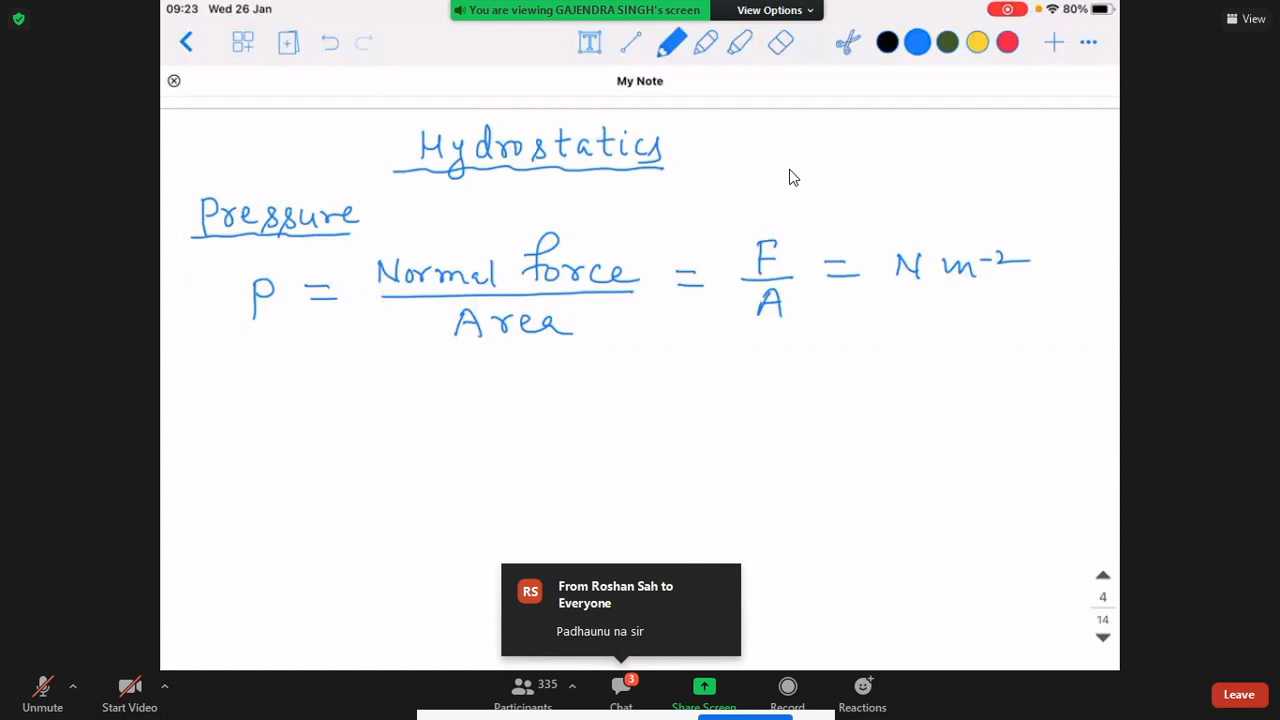 09:23 Wed 26 Jan
You are viewing GAJENDRA SINGH's screen
View Options
80%
View
My Note
Hydrostatics
Pressure
P = Normal force / Area = F / A = N m⁻²
RS
From Roshan Sah to
Everyone
Padhaunu na sir
4
14
Unmute
Start Video
335
Participants
3
Chat
Share Screen
Record
Reactions
Leave